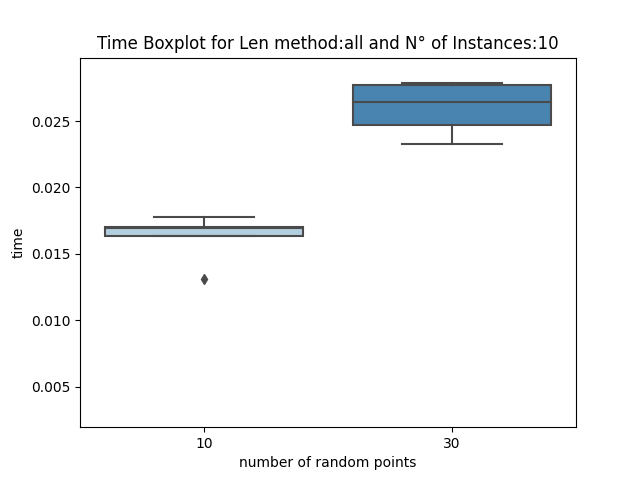 Time Boxplot for Len method:all and N° of Instances:10
0.025
0.020
0.015
0.010
0.005
time
10 30
number of random points